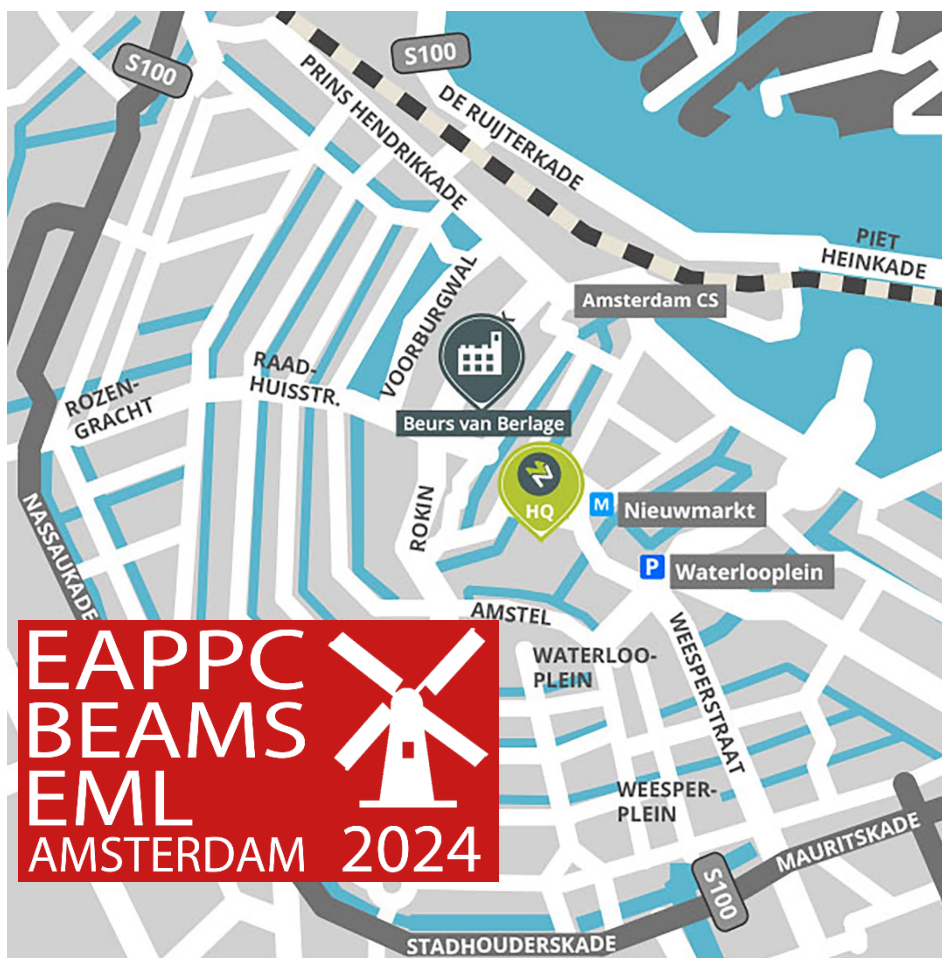 S100
S100
PRINS HENDRIKKADE
DE RUIJTERKADE
PIET
HEINKADE
Amsterdam CS
VOORBURGWAL
K
RAAD-
HUISSTR.
ROZEN-
GRACHT
Beurs van Berlage
HQ
M
Nieuwmarkt
ROKIN
P
Waterlooplein
NASSAUKADE
AMSTEL
WEESPERSTRAAT
WATERLOO-
PLEIN
EAPPC
BEAMS
EML
AMSTERDAM 2024
WEESPER-
PLEIN
MAURITSKADE
S100
STADHOUDERSKADE